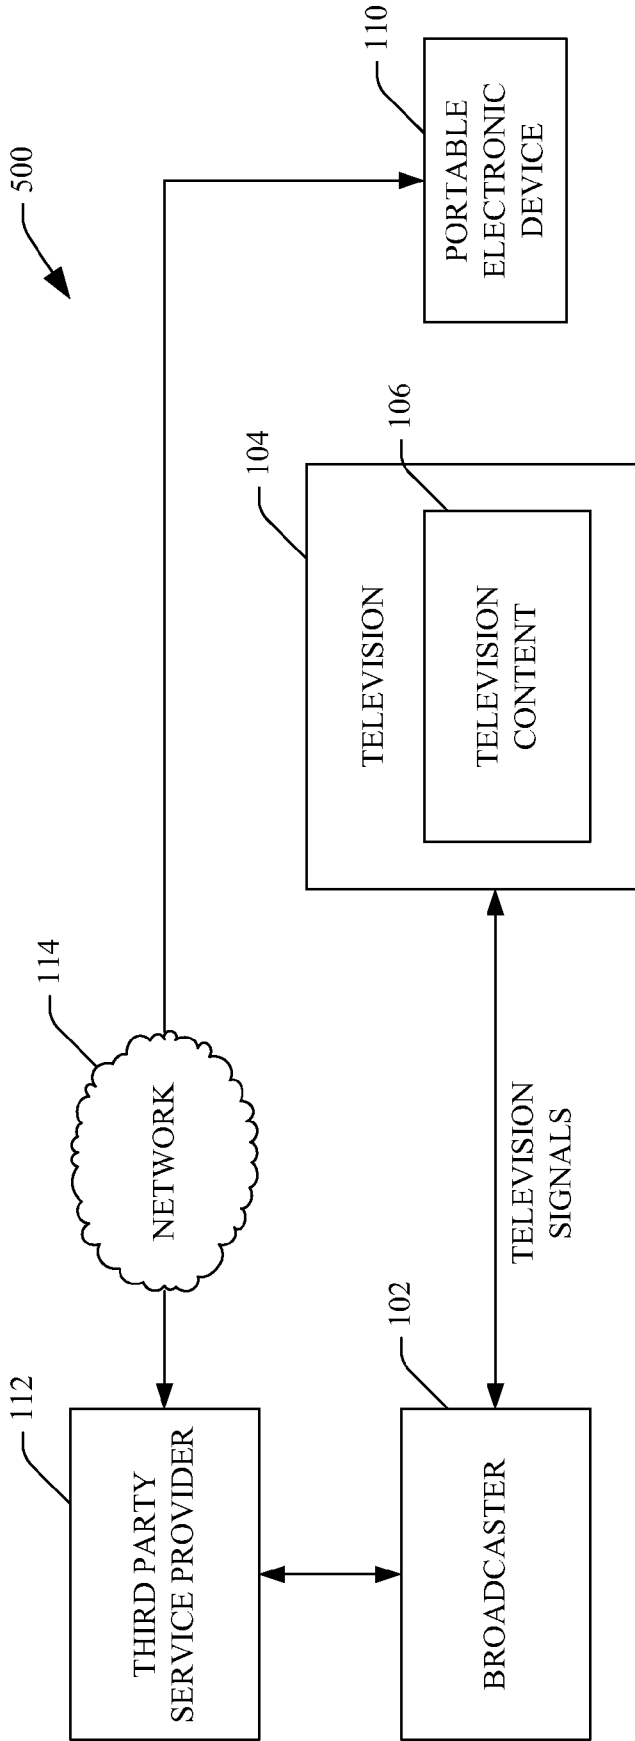 500
112
THIRD PARTY
SERVICE PROVIDER
114
NETWORK
102
BROADCASTER
TELEVISION
SIGNALS
104
TELEVISION
106
TELEVISION
CONTENT
110
PORTABLE
ELECTRONIC
DEVICE